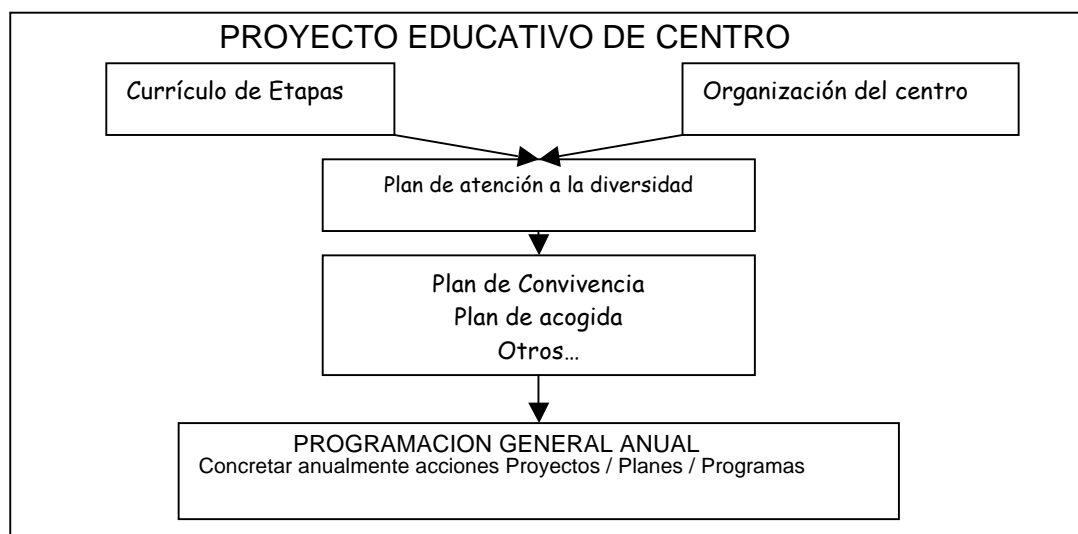 PROYECTO EDUCATIVO DE CENTRO
Currículo de Etapas
Organización del centro
Plan de atención a la diversidad
Plan de Convivencia
Plan de acogida
Otros…
PROGRAMACION GENERAL ANUAL
Concretar anualmente acciones Proyectos / Planes / Programas